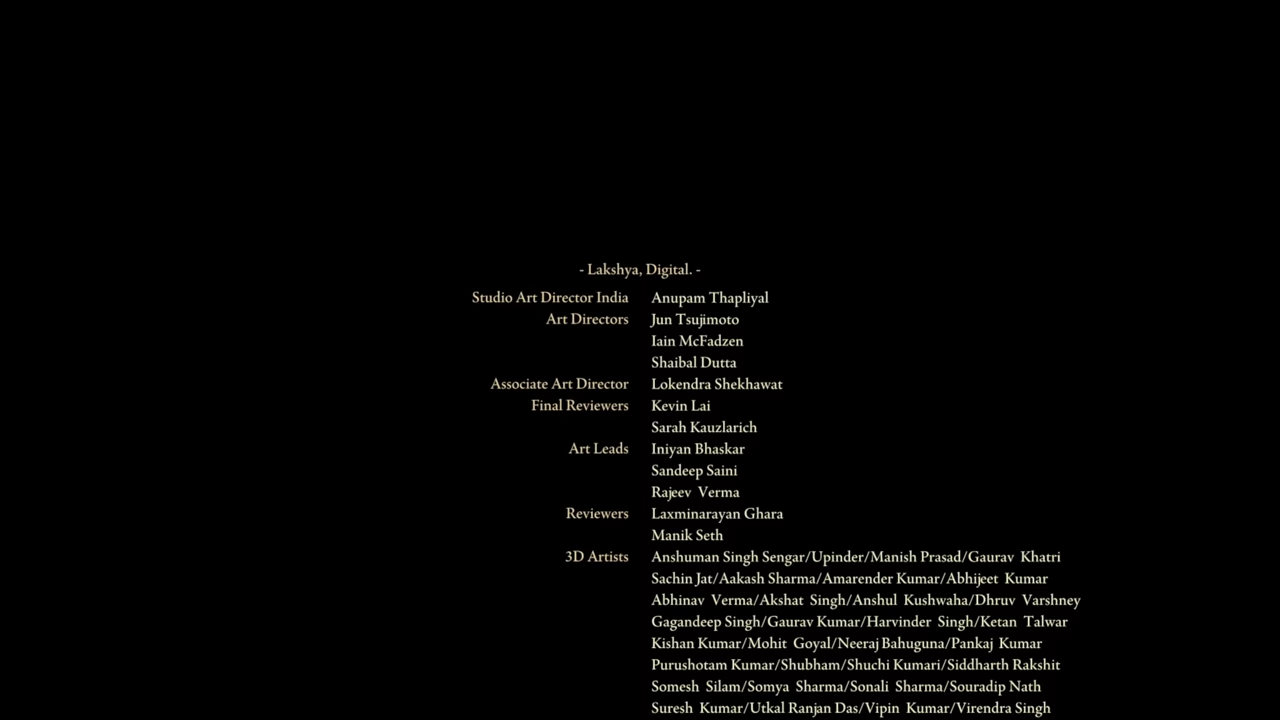 - Lakshya, Digital. -
Studio Art Director India Anupam Thapliyal
Art Directors Jun Tsujimoto
Iain McFadzen
Shaibal Dutta
Associate Art Director Lokendra Shekhawat
Final Reviewers Kevin Lai
Sarah Kauzlarich
Art Leads Iniyan Bhaskar
Sandeep Saini
Rajeev Verma
Reviewers Laxminarayan Ghara
Manik Seth
3D Artists Anshuman Singh Sengar/Upinder/Manish Prasad/Gaurav Khatri
Sachin Jat/Aakash Sharma/Amarender Kumar/Abhijeet Kumar
Abhinav Verma/Akshat Singh/Anshul Kushwaha/Dhruv Varshney
Gagandeep Singh/Gaurav Kumar/Harvinder Singh/Ketan Talwar
Kishan Kumar/Mohit Goyal/Neeraj Bahuguna/Pankaj Kumar
Purushotam Kumar/Shubham/Shuchi Kumari/Siddharth Rakshit
Somesh Silam/Somya Sharma/Sonali Sharma/Souradip Nath
Suresh Kumar/Utkal Ranjan Das/Vipin Kumar/Virendra Singh